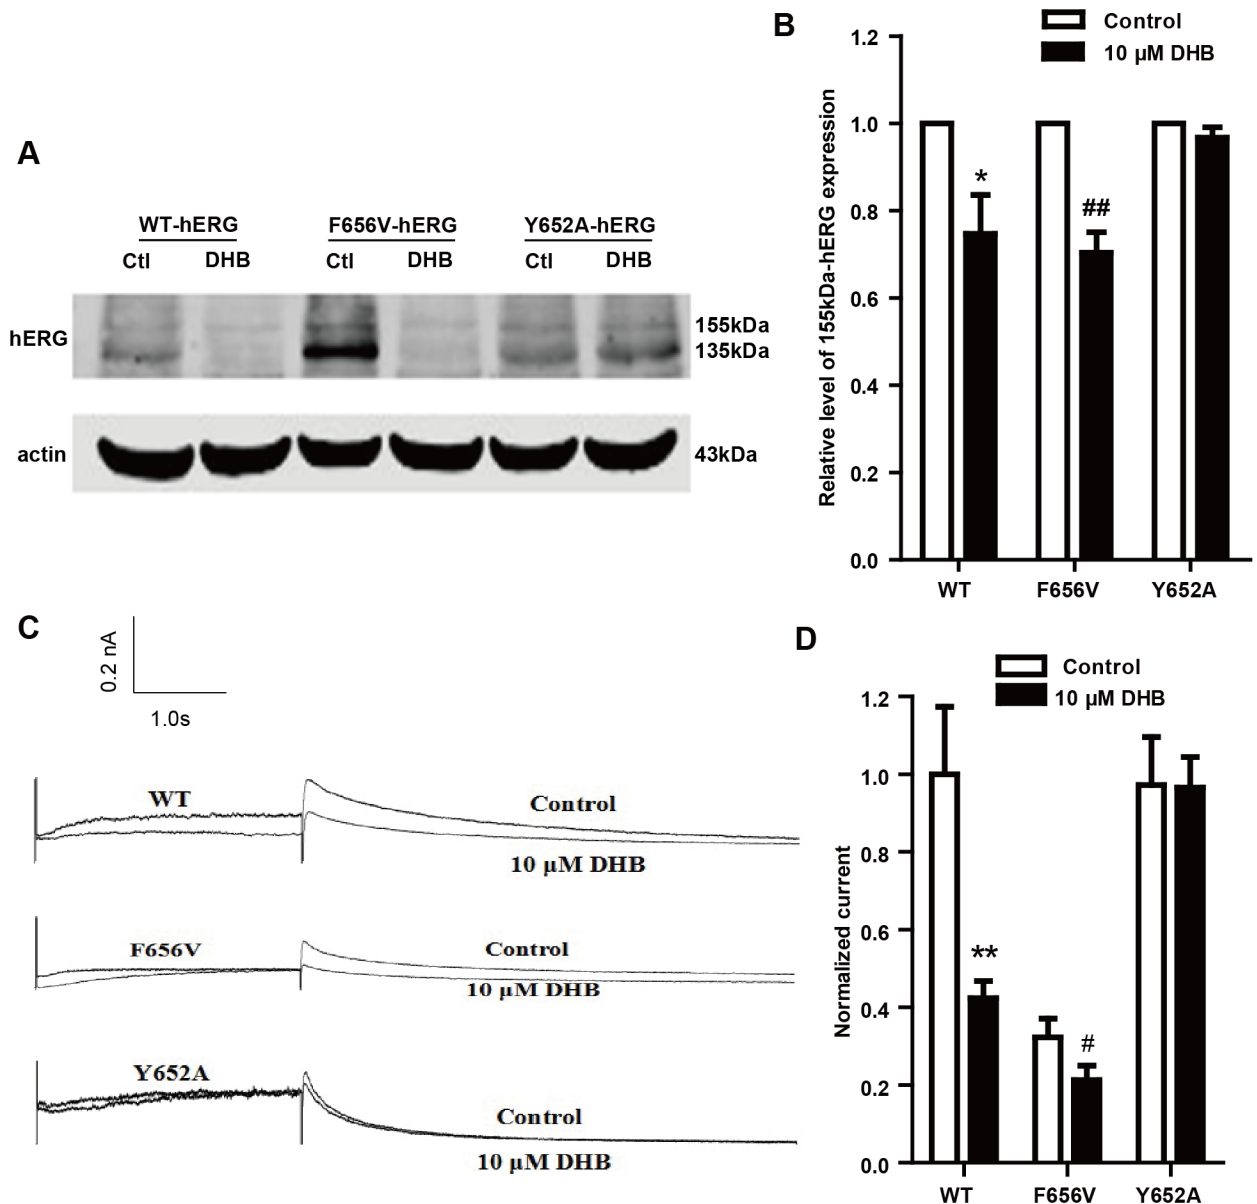 A
WT-hERG F656V-hERG Y652A-hERG
Ctl DHB Ctl DHB Ctl DHB
hERG
155kDa
135kDa
actin
43kDa
B
Control
10 µM DHB
Relative level of 155kDa-hERG expression
1.2
1.0
0.8
0.6
0.4
0.2
0.0
*
##
WT F656V Y652A
C
0.2 nA
1.0s
WT
Control
10 µM DHB
F656V
Control
10 µM DHB
Y652A
Control
10 µM DHB
D
Control
10 µM DHB
Normalized current
1.2
1.0
0.8
0.6
0.4
0.2
0.0
**
#
WT F656V Y652A